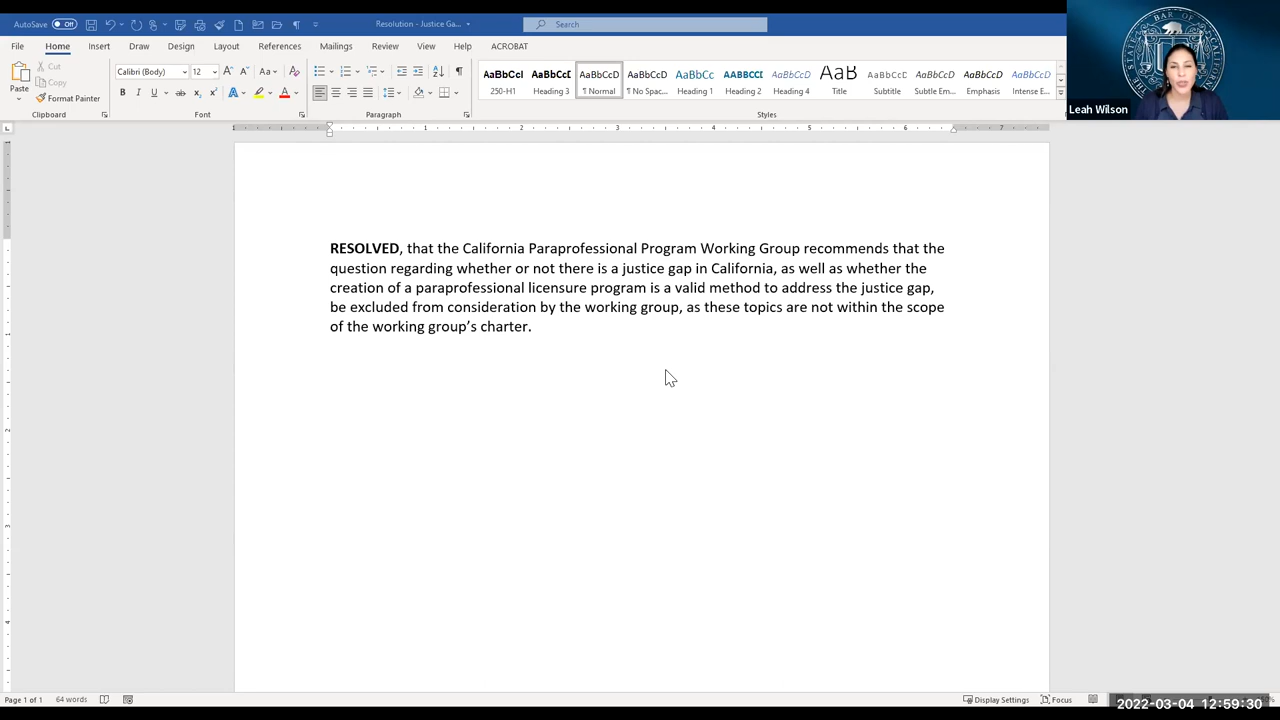 AutoSave Off Resolution - Justice Ga... Search
File Home Insert Draw Design Layout References Mailings Review View Help ACROBAT
Paste Cut Copy Format Painter
Calibri (Body) 12
AaBbCcI AaBbCcD AaBbCcD AaBbCcD AaBbCc AABBCCD AaBbCcD AaB AaBbCcD AaBbCcD AaBbCcD AaBbCcD
250-H1 Heading 3 ¶ Normal ¶ No Spac... Heading 1 Heading 2 Heading 4 Title Subtitle Subtle Em... Emphasis Intense E...
Clipboard Font Paragraph Styles
Leah Wilson
RESOLVED, that the California Paraprofessional Program Working Group recommends that the
question regarding whether or not there is a justice gap in California, as well as whether the
creation of a paraprofessional licensure program is a valid method to address the justice gap,
be excluded from consideration by the working group, as these topics are not within the scope
of the working group’s charter.
Page 1 of 1 64 words Display Settings Focus
2022-03-04 12:59:30